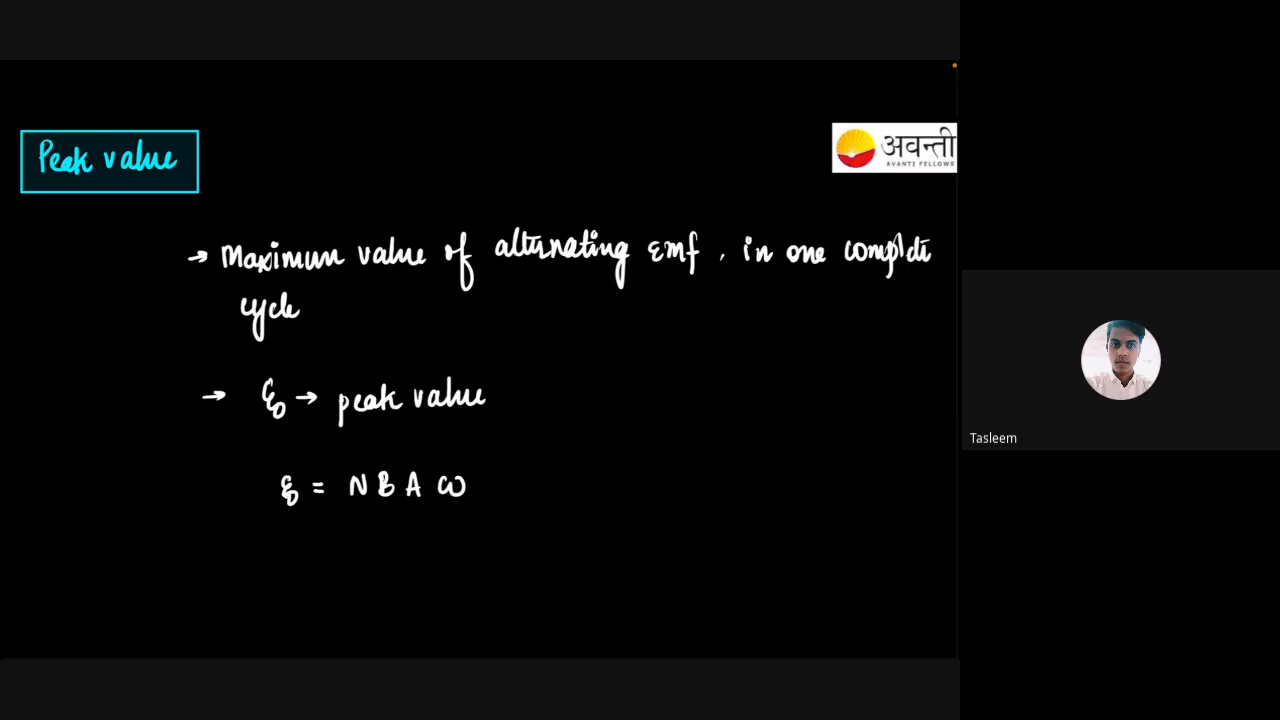 Peak value
अवन्ती
AVANTI FELLOWS
→ Maximum value of alternating emf, in one complete
cycle
→ ε₀ → peak value
ε₀ = N B A ω
Tasleem